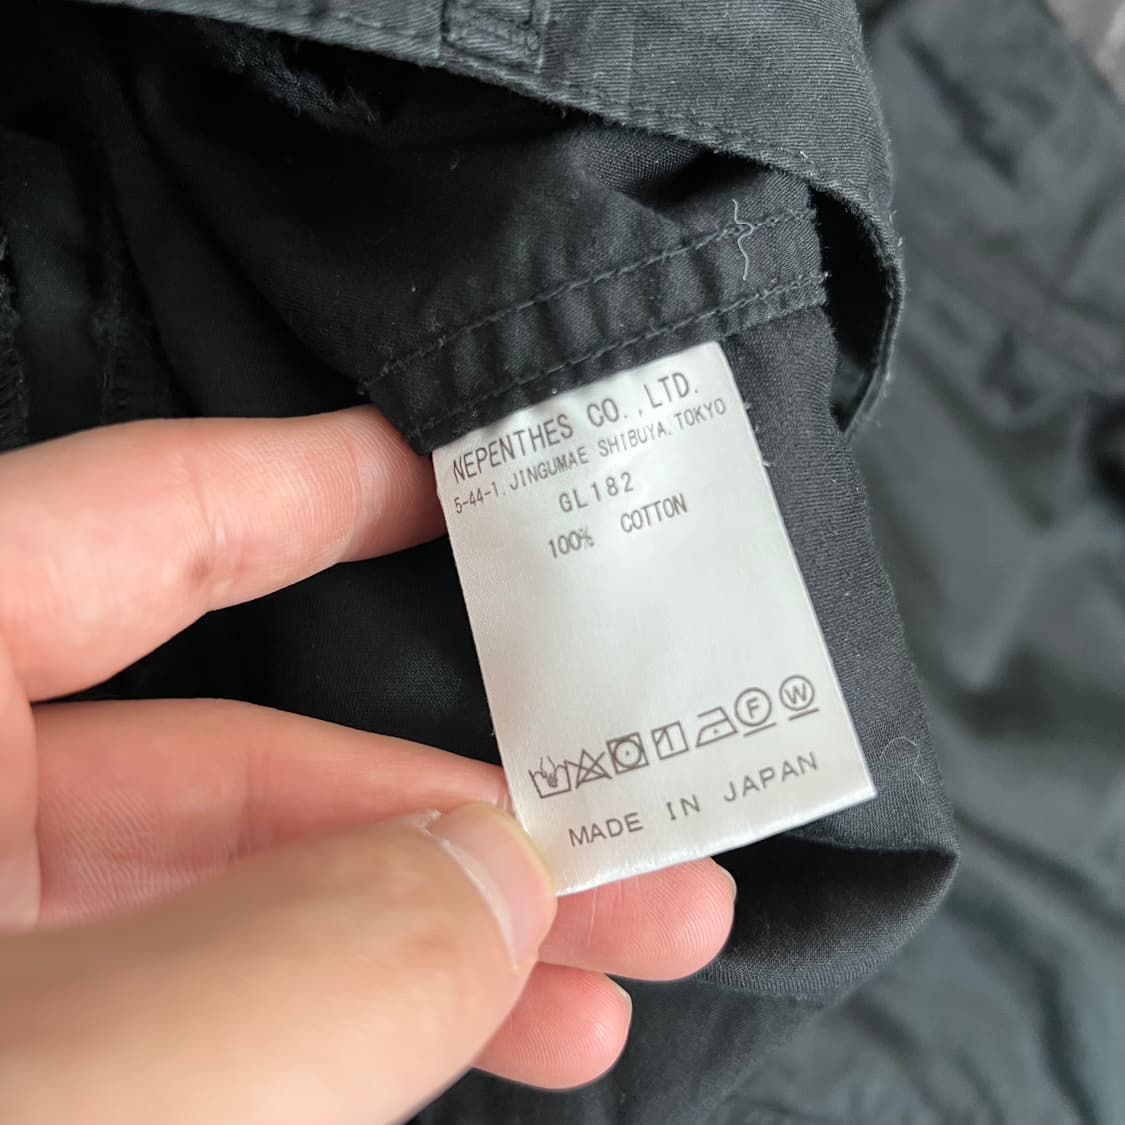 NEPENTHES CO.,LTD.
5-44-1, JINGUMAE SHIBUYA, TOKYO
GL182
100% COTTON
F W
MADE IN JAPAN